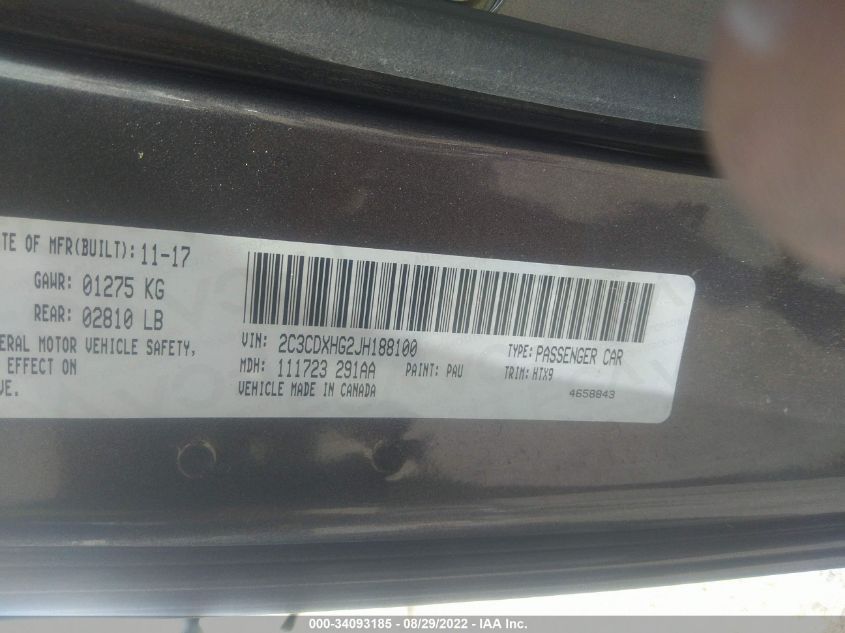 TE OF MFR(BUILT): 11-17
GAWR: 01275 KG
REAR: 02810 LB
ERAL MOTOR VEHICLE SAFETY,
EFFECT ON
VE.
VIN: 2C3CDXHG2JH188100
TYPE: PASSENGER CAR
MDH: 111723 291AA
PAINT: PAU
TRIM: HTX9
VEHICLE MADE IN CANADA
4658843
000-34093185 - 08/29/2022 - IAA Inc.